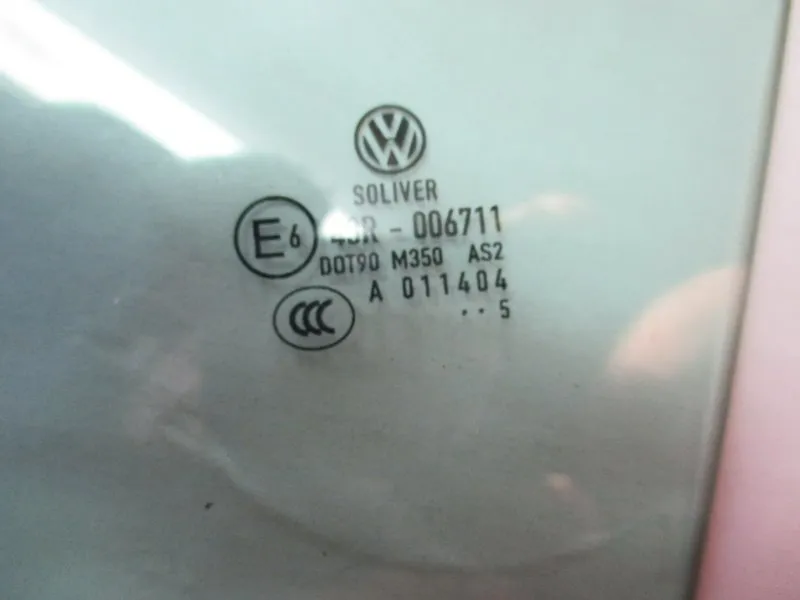 SOLIVER
E6
43R - 006711
DOT90 M350 AS2
CCC
A 011404
.. 5